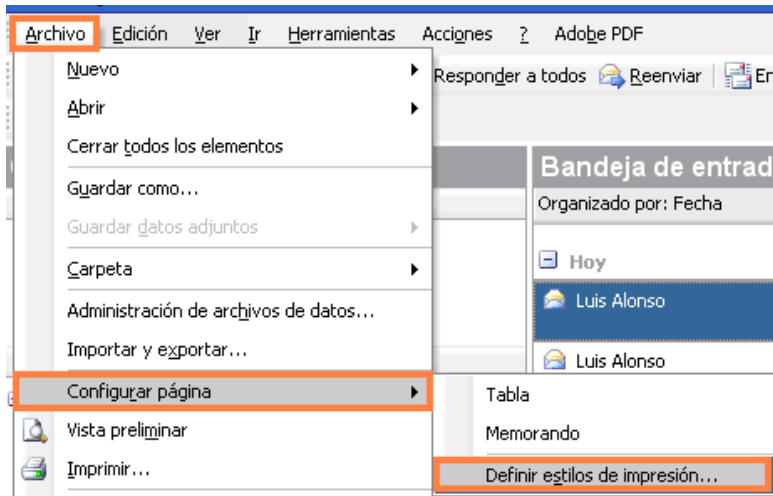 Archivo Edición Ver Ir Herramientas Acciones ? Adobe PDF
Nuevo
Responder a todos Reenviar
Abrir
Cerrar todos los elementos
Bandeja de
Guardar como...
Organizado por: Fecha
Guardar datos adjuntos
Hoy
Carpeta
Luis Alonso
Administración de archivos de datos...
Importar y exportar...
Luis Alonso
Configurar página
Tabla
Vista preliminar
Memorando
Imprimir...
Definir estilos de impresión...